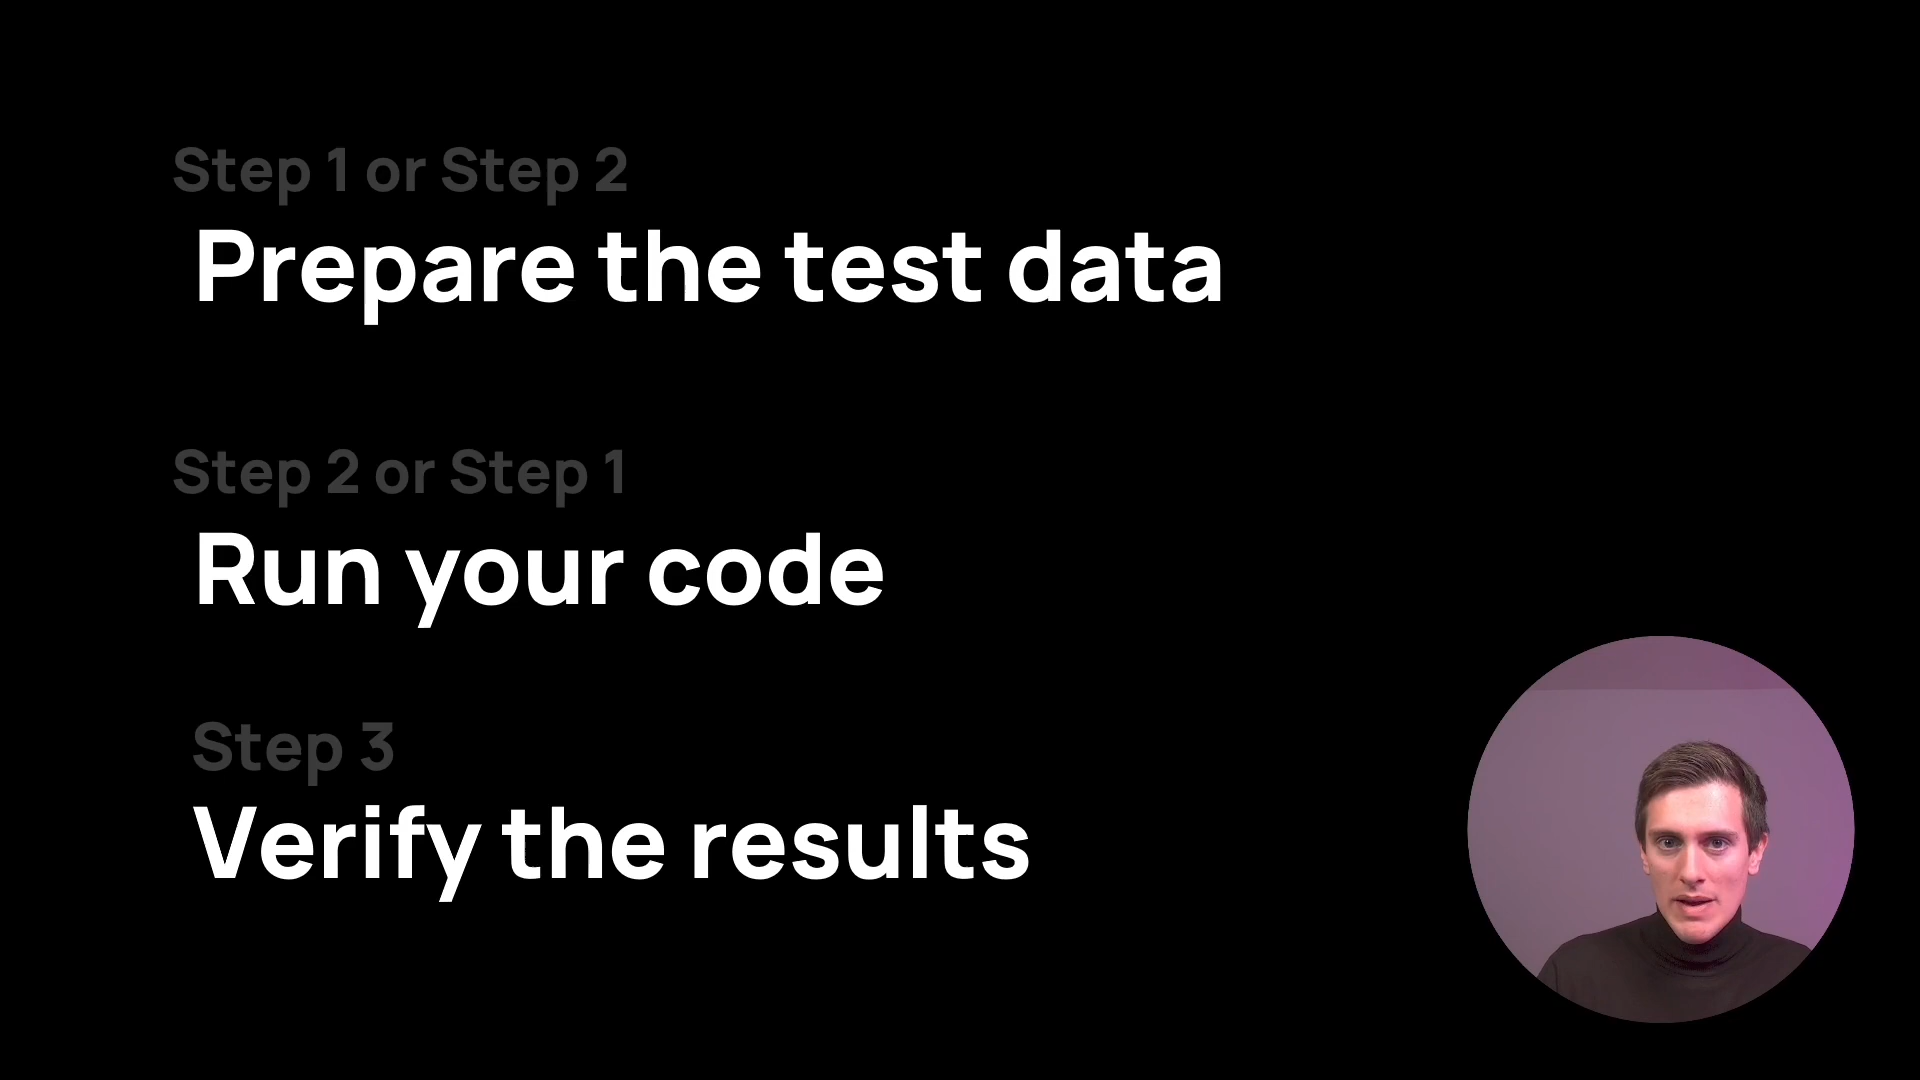 Step 1 or Step 2
Prepare the test data
Step 2 or Step 1
Run your code
Step 3
Verify the results